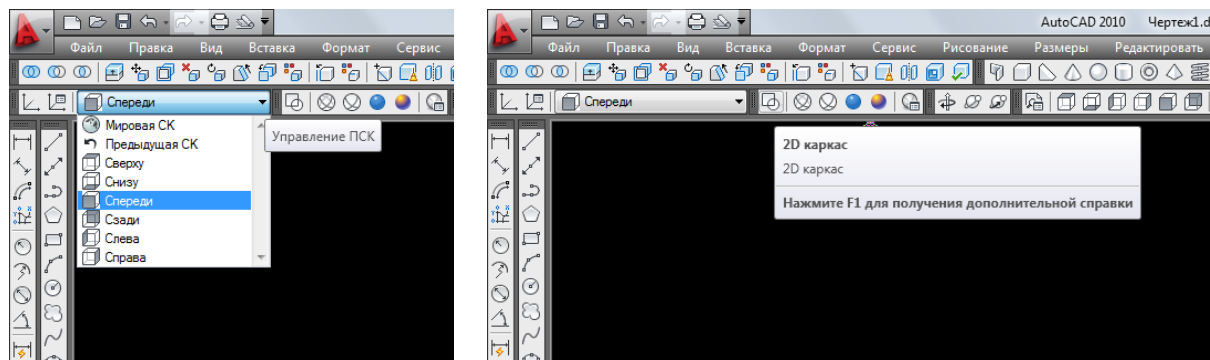 Файл Правка Вид Вставка Формат Сервис
Спереди
Мировая СК
Предыдущая СК
Сверху
Снизу
Спереди
Сзади
Слева
Справа
Управление ПСК
AutoCAD 2010 Чертеж1.d
Файл Правка Вид Вставка Формат Сервис Рисование Размеры Редактировать
Спереди
2D каркас
2D каркас
Нажмите F1 для получения дополнительной справки